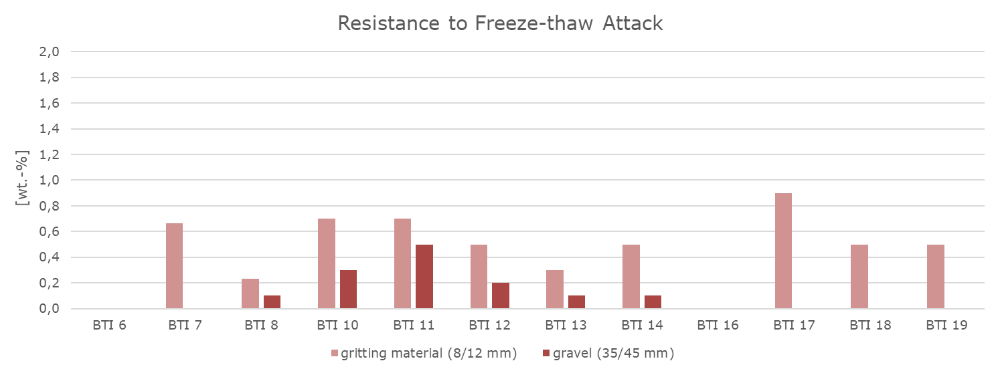 Resistance to Freeze-thaw Attack
[wt.-%]
2,0
1,8
1,6
1,4
1,2
1,0
0,8
0,6
0,4
0,2
0,0
BTI 6 BTI 7 BTI 8 BTI 10 BTI 11 BTI 12 BTI 13 BTI 14 BTI 16 BTI 17 BTI 18 BTI 19
gritting material (8/12 mm) gravel (35/45 mm)